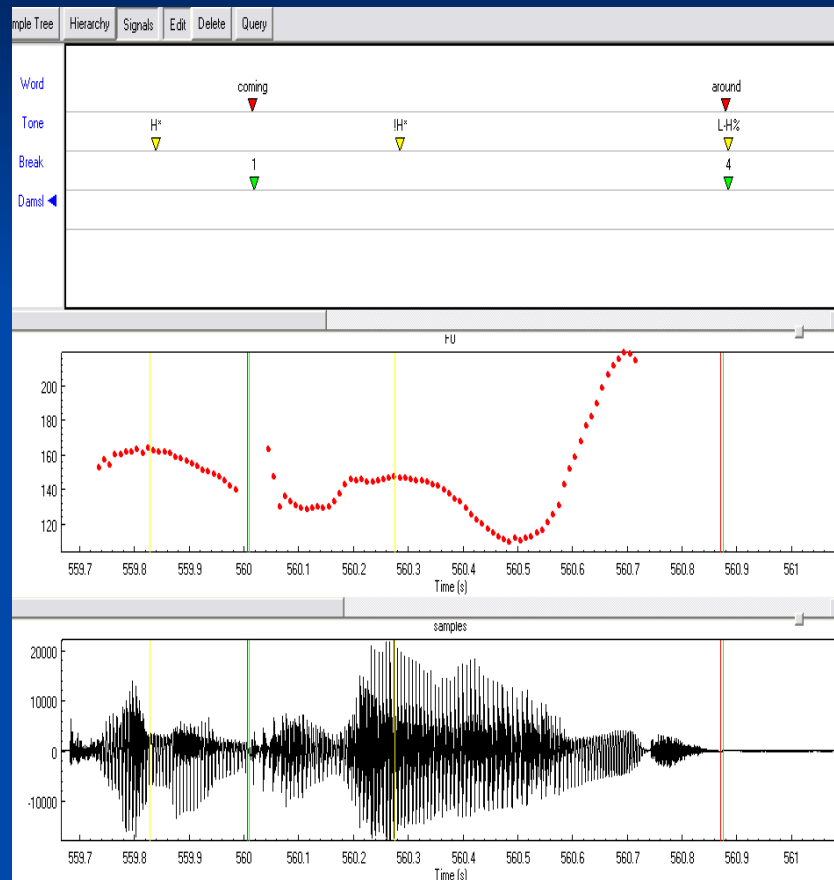 mple Tree Hierarchy Signals Edit Delete Query
Word coming around
Tone H* !H* L-H%
Break 1 4
Damsl
F0
200
180
160
140
120
559.7 559.8 559.9 560 560.1 560.2 560.3 560.4 560.5 560.6 560.7 560.8 560.9 561
Time (s)
samples
20000
10000
0
-10000
559.7 559.8 559.9 560 560.1 560.2 560.3 560.4 560.5 560.6 560.7 560.8 560.9 561
Time (s)